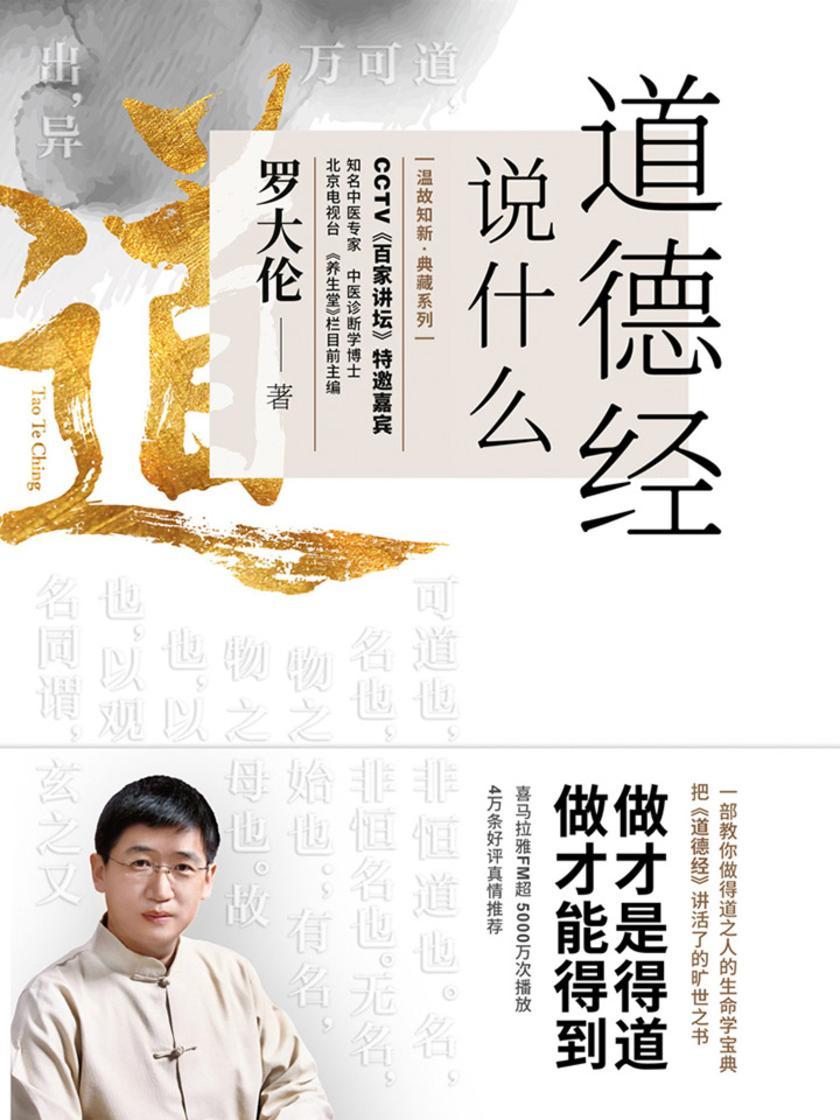 道德经
说什么
温故知新·典藏系列
CCTV《百家讲坛》特邀嘉宾
知名中医专家 中医诊断学博士
北京电视台 《养生堂》栏目前主编
罗大伦——著
道
Tao Te Ching
万可道，
出，异
可道也，非恒道也。名，
名也，非恒名也。无名，
物之始也；有名，
物之母也。故
也，以
也，以观
名同谓，玄之又
一部教你做得道之人的生命学宝典
把《道德经》讲活了的旷世之书
做才是得道
做才能得到
喜马拉雅FM超5000万次播放
4万条好评真情推荐